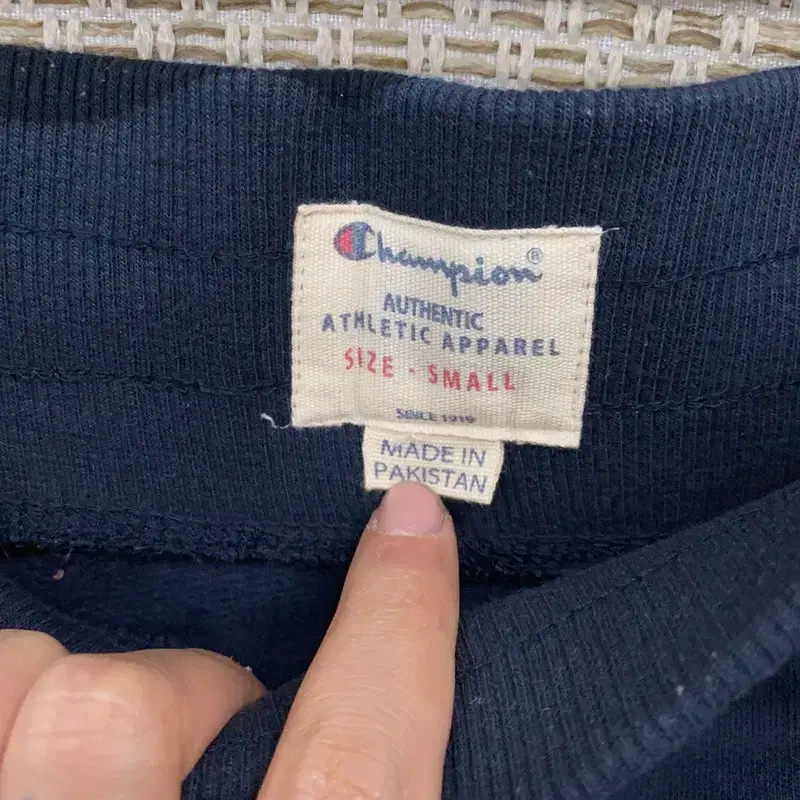 Champion®
AUTHENTIC
ATHLETIC APPAREL
SIZE - SMALL
SINCE 1919
MADE IN
PAKISTAN